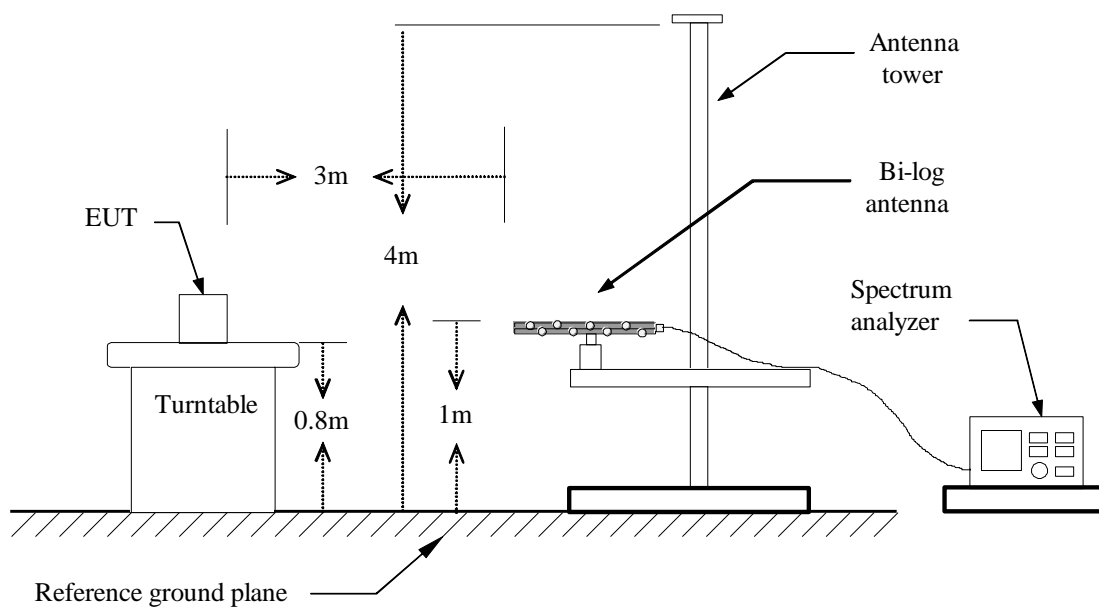 Antenna
tower
3m
Bi-log
antenna
EUT
4m
Spectrum
analyzer
Turntable
0.8m
1m
Reference ground plane